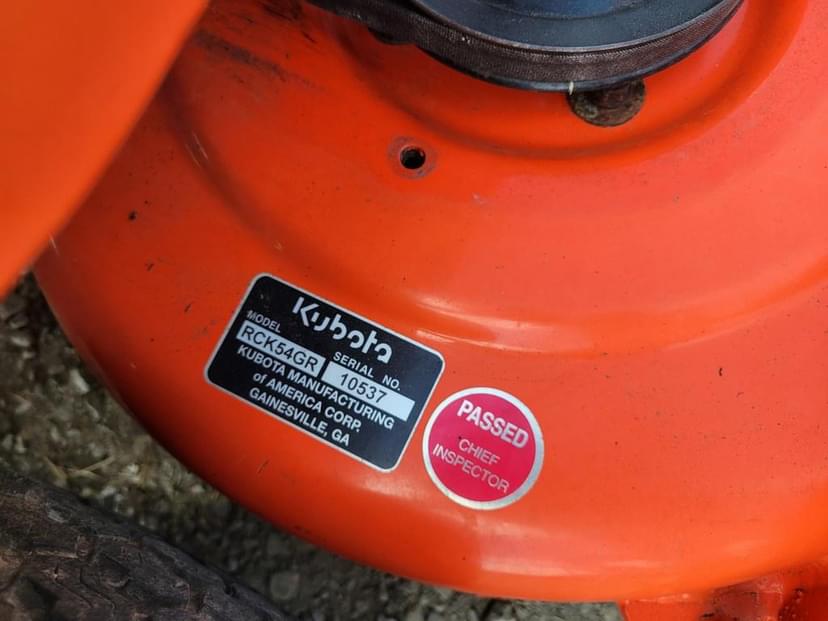 Kubota
MODEL SERIAL NO.
RCK54GR 10537
KUBOTA MANUFACTURING
of AMERICA CORP.
GAINESVILLE, GA
PASSED
CHIEF
INSPECTOR